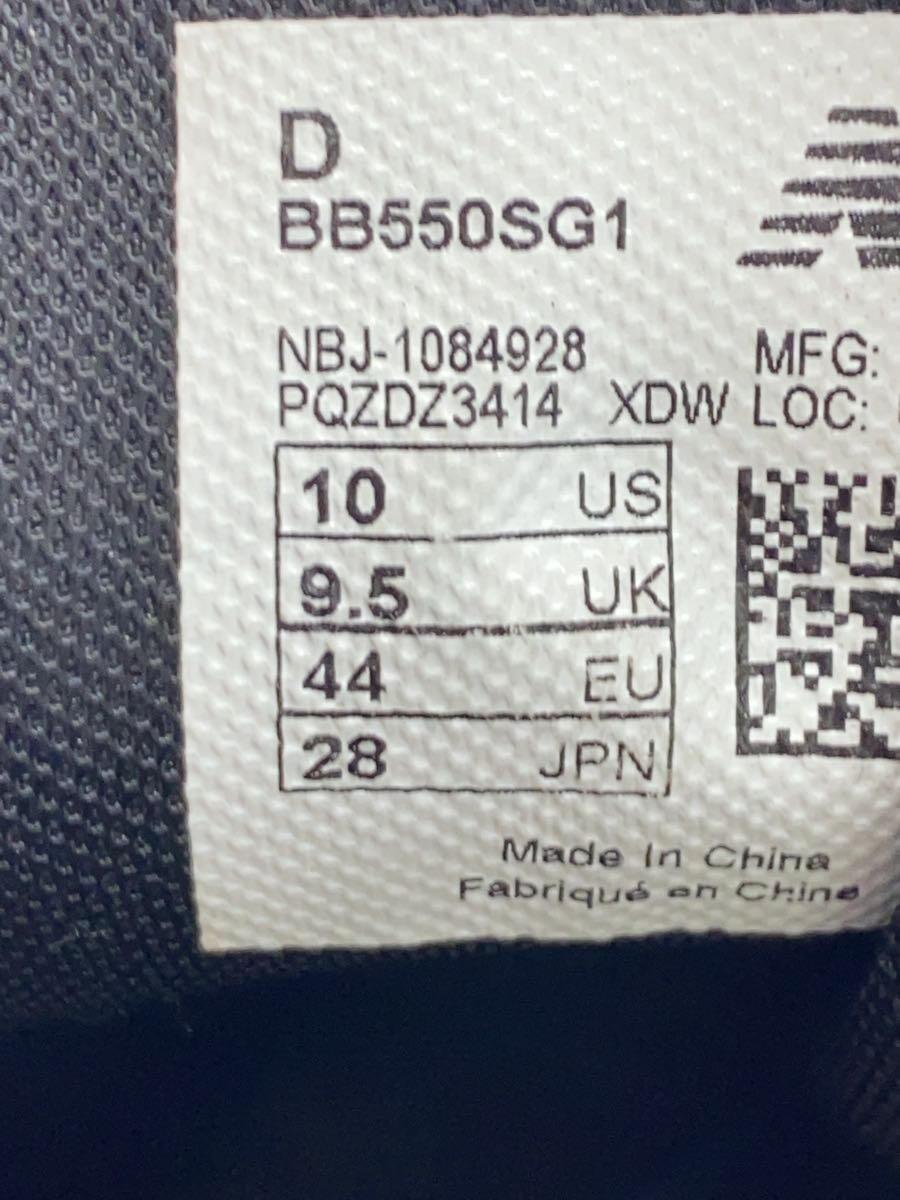 D
BB550SG1
NBJ-1084928 MFG:
PQZDZ3414 XDW LOC:
10 US
9.5 UK
44 EU
28 JPN
Made In China
Fabriqué en Chine